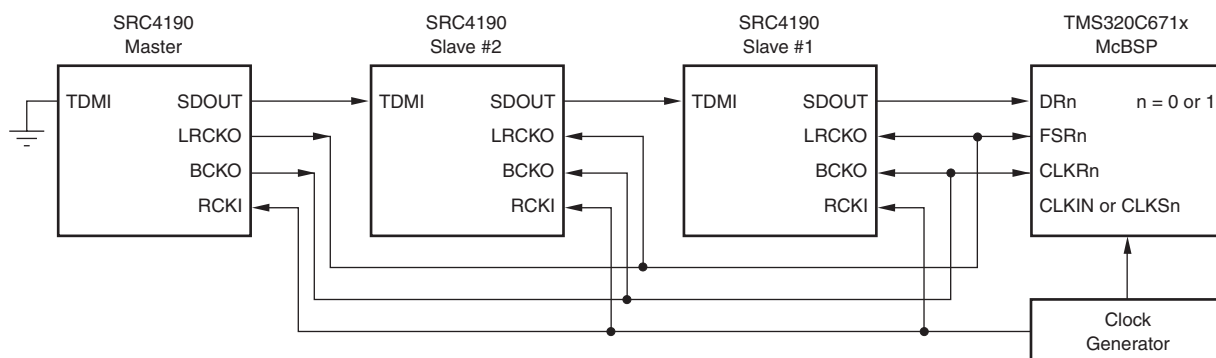 SRC4190
Master
SRC4190
Slave #2
SRC4190
Slave #1
TMS320C671x
McBSP
TDMI
SDOUT
LRCKO
BCKO
RCKI
TDMI
SDOUT
LRCKO
BCKO
RCKI
TDMI
SDOUT
LRCKO
BCKO
RCKI
DRn
n = 0 or 1
FSRn
CLKRn
CLKIN or CLKSn
Clock
Generator